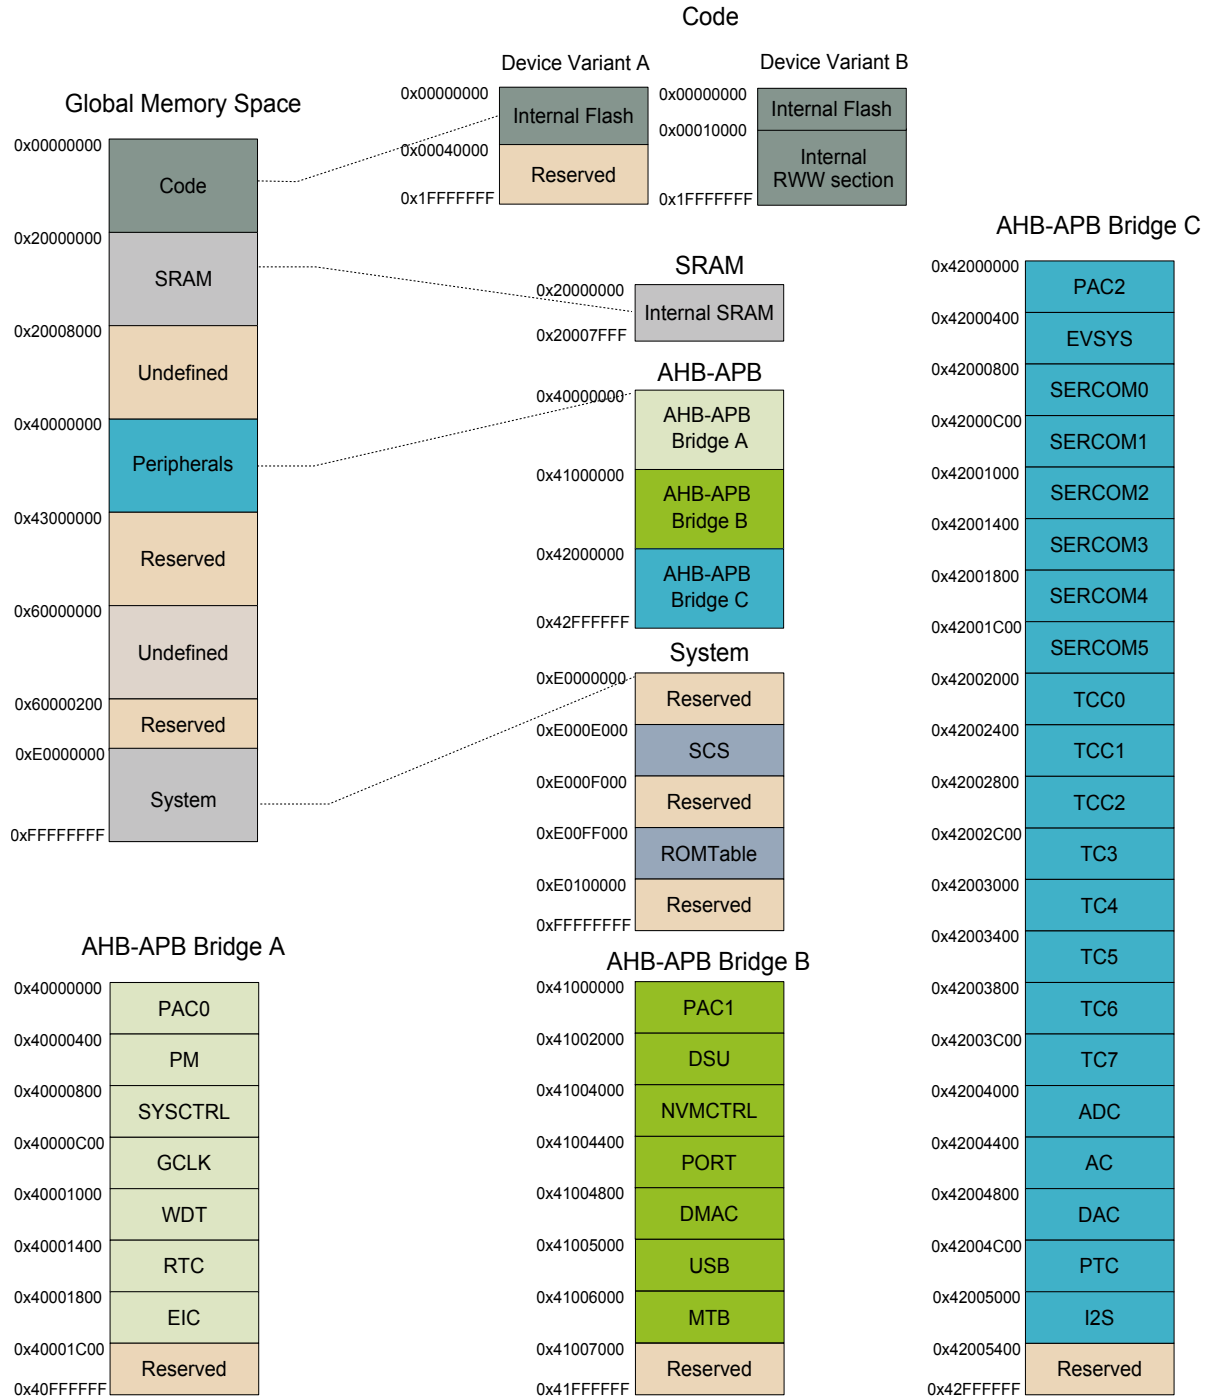 Code
Device Variant A
0x00000000
Internal Flash
0x00040000
Reserved
0x1FFFFFFF
Device Variant B
0x00000000
Internal Flash
0x00010000
Internal
RWW section
0x1FFFFFFF
Global Memory Space
0x00000000
Code
0x20000000
SRAM
0x20008000
Undefined
0x40000000
Peripherals
0x43000000
Reserved
0x60000000
Undefined
0x60000200
Reserved
0xE0000000
System
0xFFFFFFFF
SRAM
0x20000000
Internal SRAM
0x20007FFF
AHB-APB
0x40000000
AHB-APB
Bridge A
0x41000000
AHB-APB
Bridge B
0x42000000
AHB-APB
Bridge C
0x42FFFFFF
System
0xE0000000
Reserved
0xE000E000
SCS
0xE000F000
Reserved
0xE00FF000
ROMTable
0xE0100000
Reserved
0xFFFFFFFF
AHB-APB Bridge A
0x40000000
PAC0
0x40000400
PM
0x40000800
SYSCTRL
0x40000C00
GCLK
0x40001000
WDT
0x40001400
RTC
0x40001800
EIC
0x40001C00
Reserved
0x40FFFFFF
AHB-APB Bridge B
0x41000000
PAC1
0x41002000
DSU
0x41004000
NVMCTRL
0x41004400
PORT
0x41004800
DMAC
0x41005000
USB
0x41006000
MTB
0x41007000
Reserved
0x41FFFFFF
AHB-APB Bridge C
0x42000000
PAC2
0x42000400
EVSYS
0x42000800
SERCOM0
0x42000C00
SERCOM1
0x42001000
SERCOM2
0x42001400
SERCOM3
0x42001800
SERCOM4
0x42001C00
SERCOM5
0x42002000
TCC0
0x42002400
TCC1
0x42002800
TCC2
0x42002C00
TC3
0x42003000
TC4
0x42003400
TC5
0x42003800
TC6
0x42003C00
TC7
0x42004000
ADC
0x42004400
AC
0x42004800
DAC
0x42004C00
PTC
0x42005000
I2S
0x42005400
Reserved
0x42FFFFFF